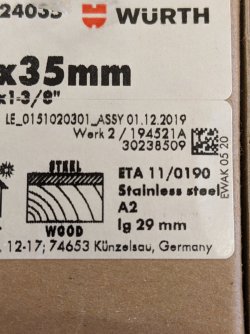 24055
WÜRTH
x35mm
x1-3/8"
LE_0151020301_ASSY 01.12.2019
Werk 2 / 194521A
30238509
STEEL
WOOD
ETA 11/0190
Stainless steel
A2
lg 29 mm
EWAK 05 20
, 12-17; 74653 Künzelsau, Germany